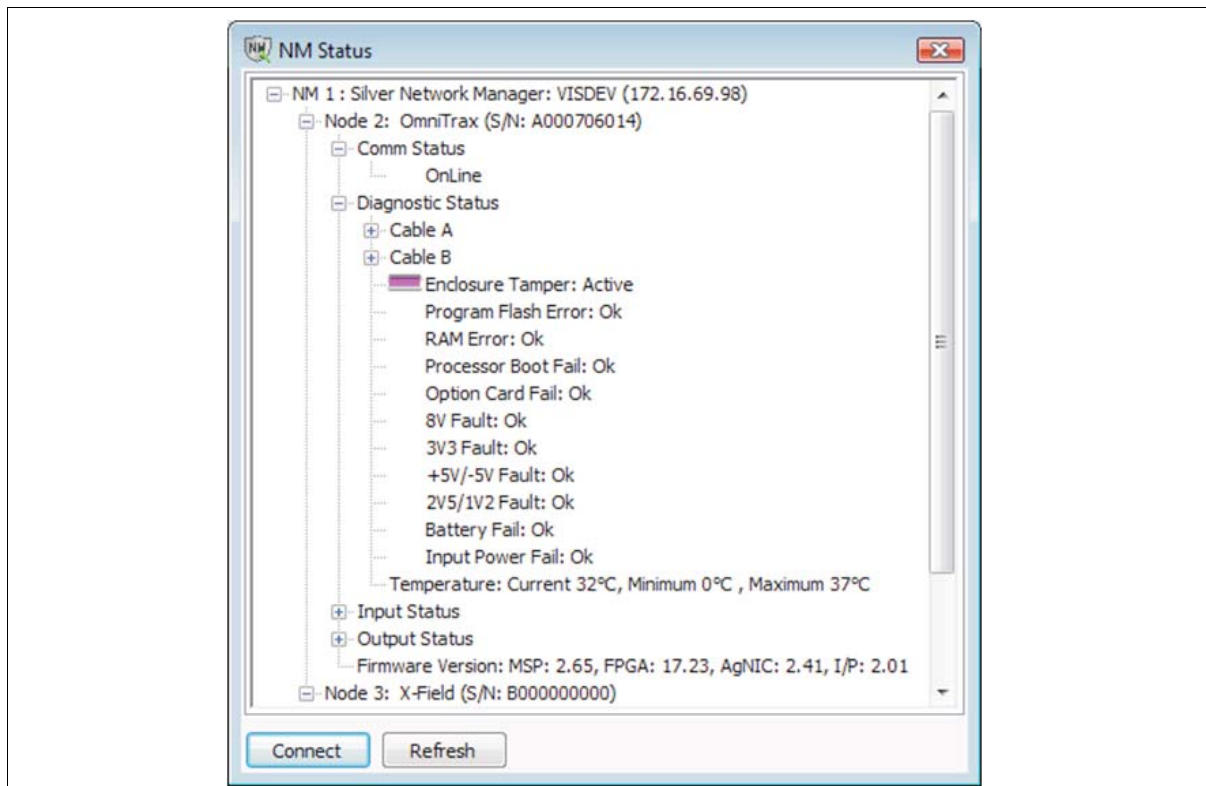 NM Status
NM 1 : Silver Network Manager: VISDEV (172.16.69.98)
Node 2: OmniTrax (S/N: A000706014)
Comm Status
OnLine
Diagnostic Status
Cable A
Cable B
Enclosure Tamper: Active
Program Flash Error: Ok
RAM Error: Ok
Processor Boot Fail: Ok
Option Card Fail: Ok
8V Fault: Ok
3V3 Fault: Ok
+5V/-5V Fault: Ok
2V5/1V2 Fault: Ok
Battery Fail: Ok
Input Power Fail: Ok
Temperature: Current 32°C, Minimum 0°C , Maximum 37°C
Input Status
Output Status
Firmware Version: MSP: 2.65, FPGA: 17.23, AgNIC: 2.41, I/P: 2.01
Node 3: X-Field (S/N: B000000000)
Connect Refresh